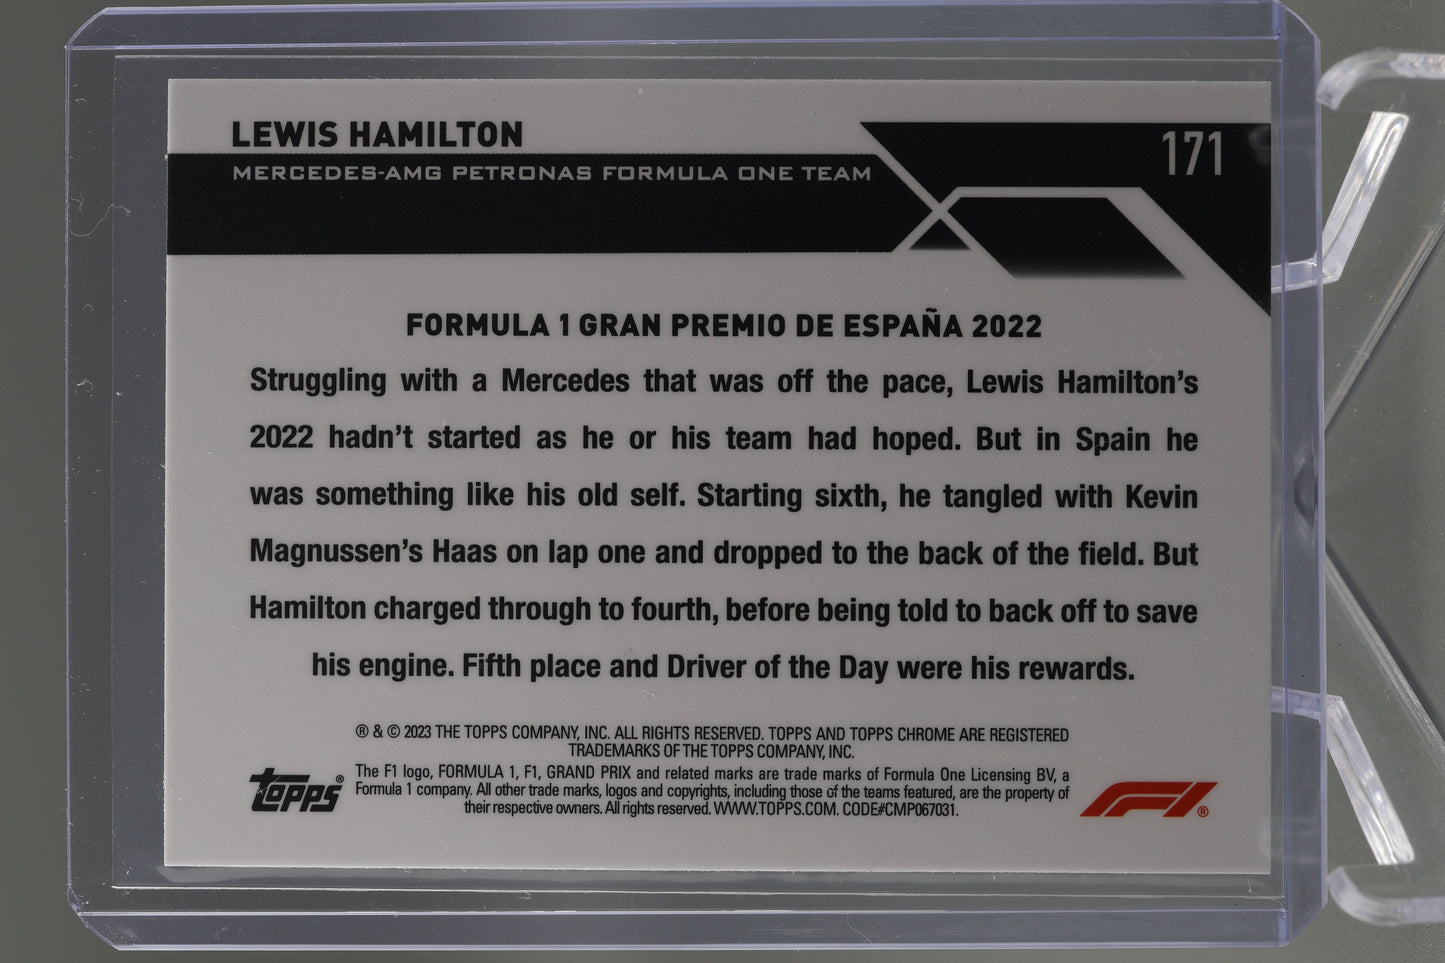 LEWIS HAMILTON
MERCEDES-AMG PETRONAS FORMULA ONE TEAM
171
FORMULA 1 GRAN PREMIO DE ESPAÑA 2022
Struggling with a Mercedes that was off the pace, Lewis Hamilton's
2022 hadn't started as he or his team had hoped. But in Spain he
was something like his old self. Starting sixth, he tangled with Kevin
Magnussen's Haas on lap one and dropped to the back of the field. But
Hamilton charged through to fourth, before being told to back off to save
his engine. Fifth place and Driver of the Day were his rewards.
® & © 2023 THE TOPPS COMPANY, INC. ALL RIGHTS RESERVED. TOPPS AND TOPPS CHROME ARE REGISTERED
TRADEMARKS OF THE TOPPS COMPANY, INC.
The F1 logo, FORMULA 1, F1, GRAND PRIX and related marks are trade marks of Formula One Licensing BV, a
Formula 1 company. All other trade marks, logos and copyrights, including those of the teams featured, are the property of
their respective owners. All rights reserved. WWW.TOPPS.COM. CODE#CMP067031.
topps®
F1®